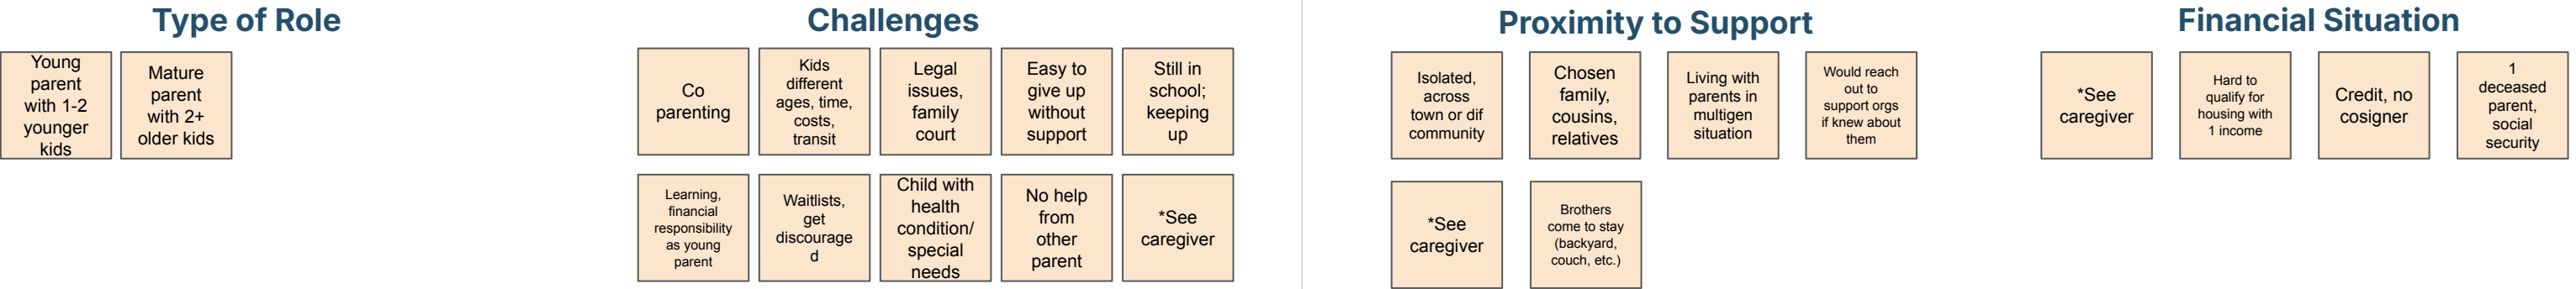 Type of Role
Young
parent
with 1-2
younger
kids
Mature
parent
with 2+
older kids
Challenges
Co
parenting
Kids
different
ages, time,
costs,
transit
Legal
issues,
family
court
Easy to
give up
without
support
Still in
school;
keeping
up
Learning,
financial
responsibility
as young
parent
Waitlists,
get
discourage
d
Child with
health
condition/
special
needs
No help
from
other
parent
*See
caregiver
Proximity to Support
Isolated,
across
town or dif
community
Chosen
family,
cousins,
relatives
Living with
parents in
multigen
situation
Would reach
out to
support orgs
if knew about
them
*See
caregiver
Brothers
come to stay
(backyard,
couch, etc.)
Financial Situation
*See
caregiver
Hard to
qualify for
housing with
1 income
Credit, no
cosigner
1
deceased
parent,
social
security